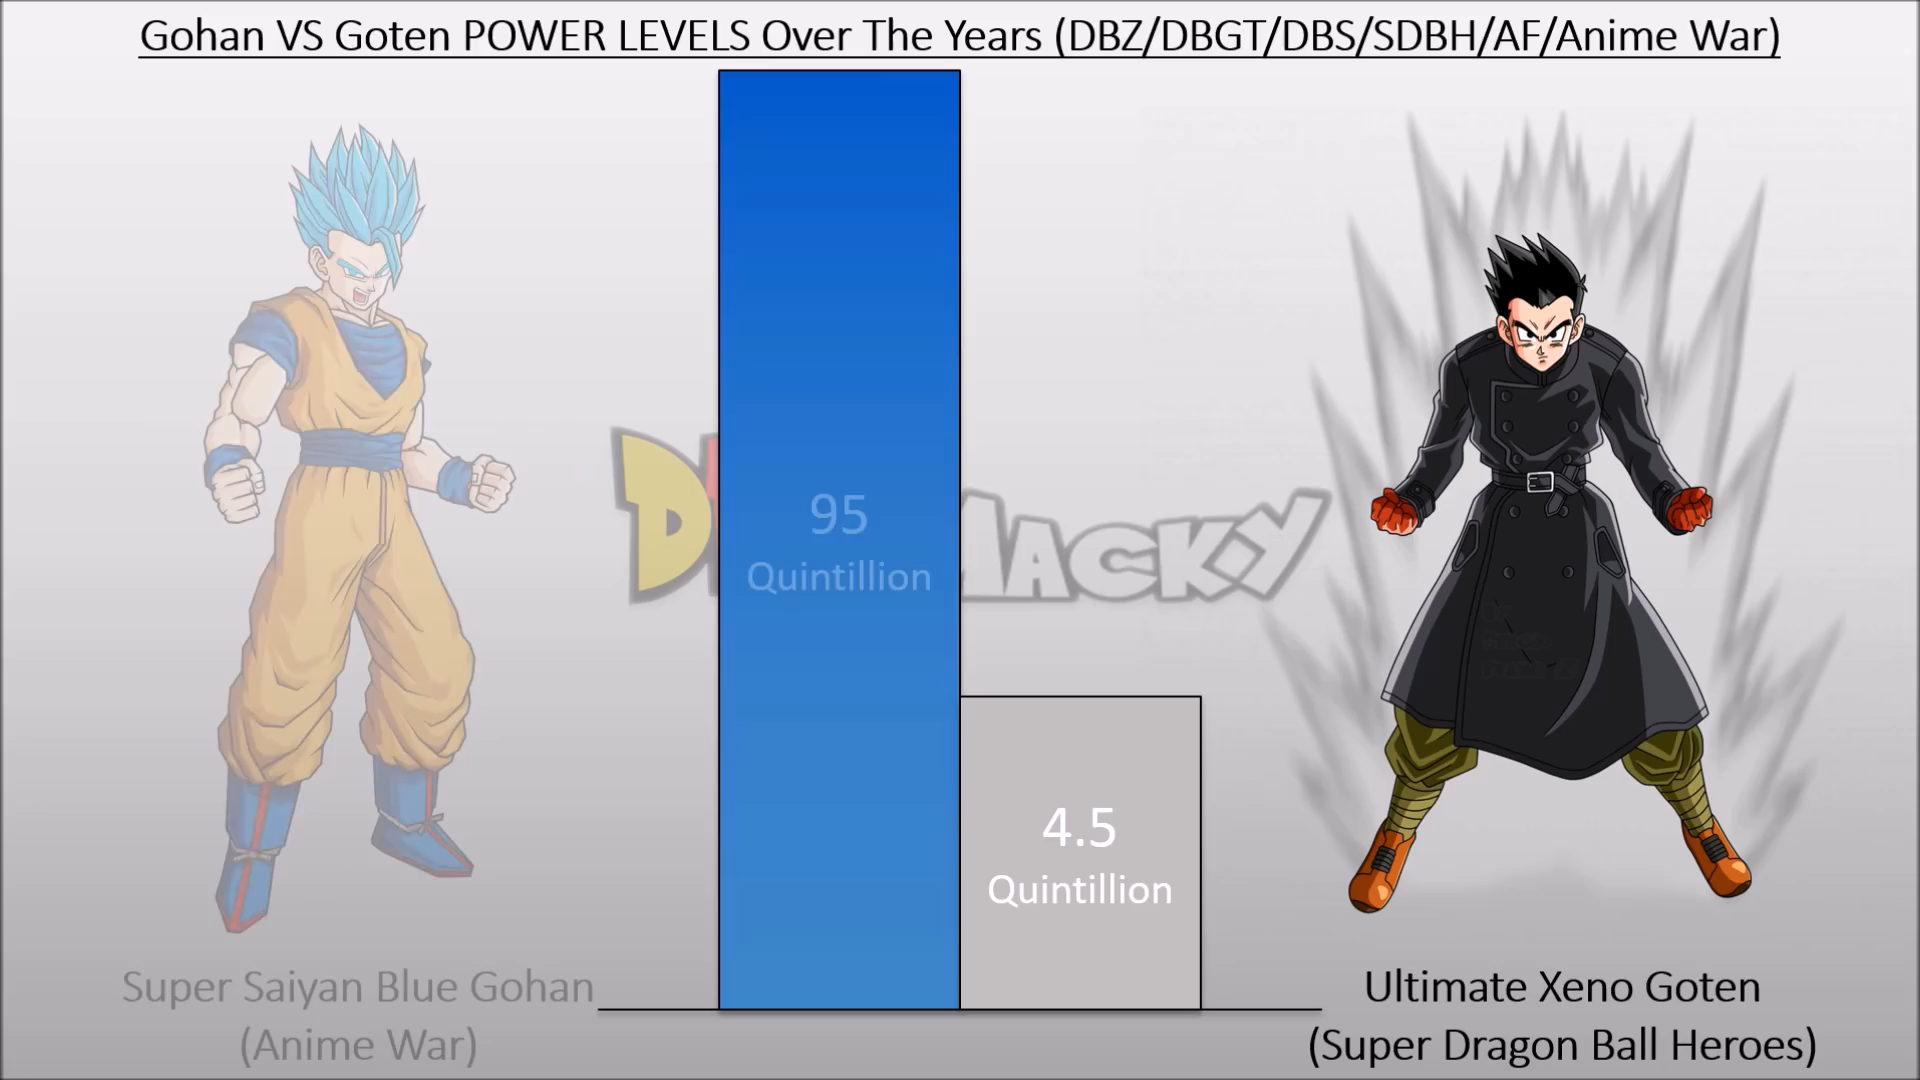 Gohan VS Goten POWER LEVELS Over The Years (DBZ/DBGT/DBS/SDBH/AF/Anime War)
95
Quintillion
MACKY
4.5
Quintillion
Super Saiyan Blue Gohan
(Anime War)
Ultimate Xeno Goten
(Super Dragon Ball Heroes)